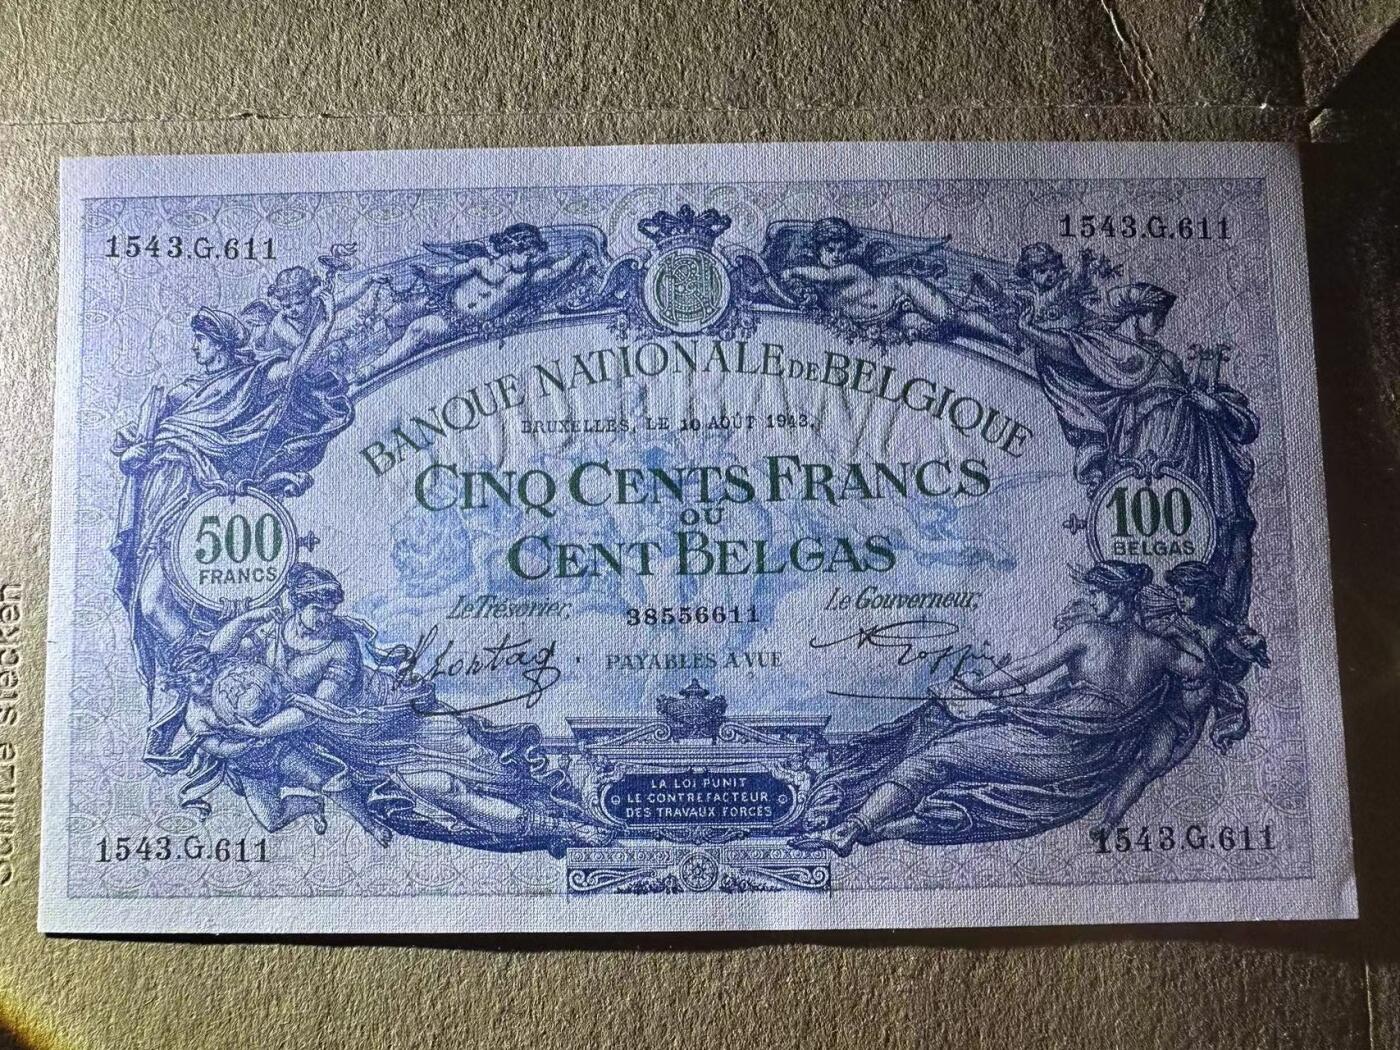 1543.G.611
1543.G.611
BANQUE NATIONALE DE BELGIQUE
BRUXELLES, LE 10 AOÛT 1943.
CINQ CENTS FRANCS
OU
CENT BELGAS
500
FRANCS
100
BELGAS
Le Trésorier,
38556611
Le Gouverneur,
PAYABLES A VUE
LA LOI PUNIT
LE CONTREFACTEUR
DES TRAVAUX FORCÉS
1543.G.611
1543.G.611
stecken